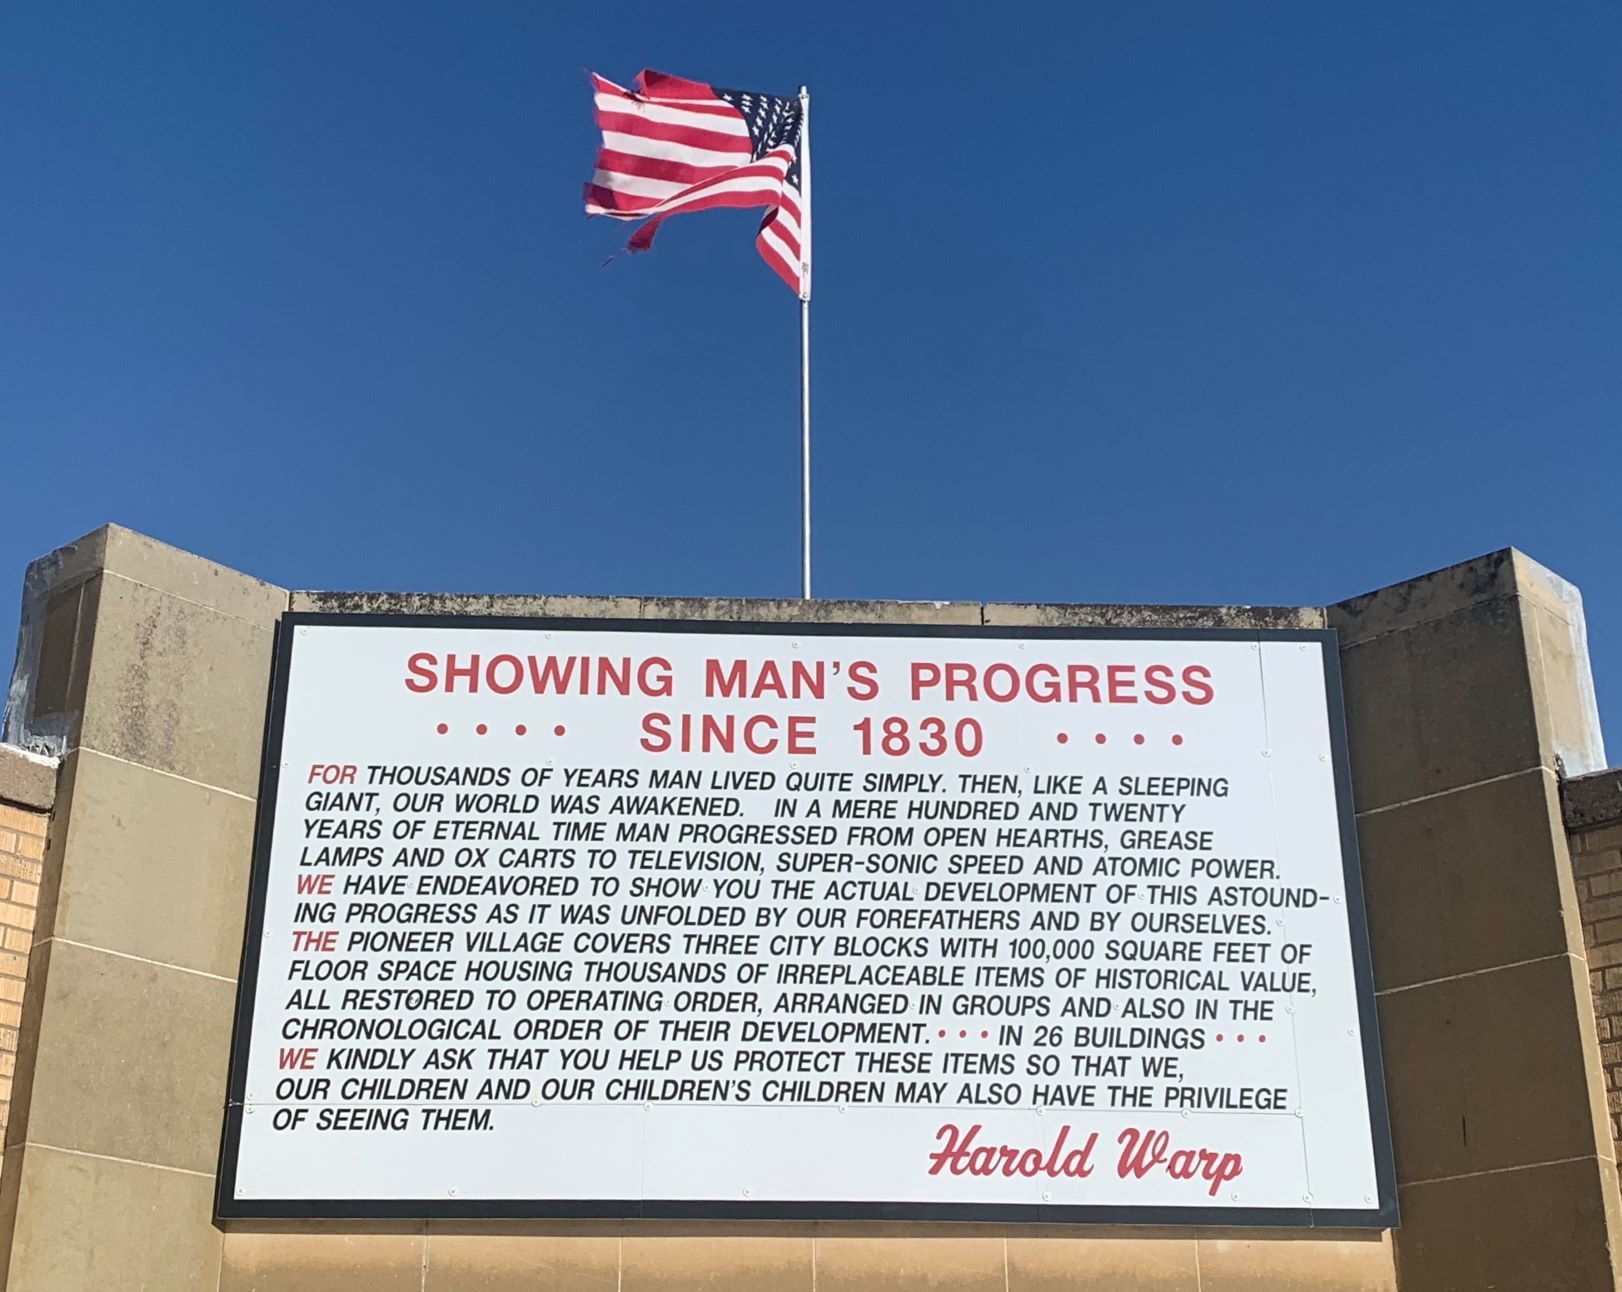 SHOWING MAN'S PROGRESS
•••• SINCE 1830 ••••
FOR THOUSANDS OF YEARS MAN LIVED QUITE SIMPLY. THEN, LIKE A SLEEPING
GIANT, OUR WORLD WAS AWAKENED. IN A MERE HUNDRED AND TWENTY
YEARS OF ETERNAL TIME MAN PROGRESSED FROM OPEN HEARTHS, GREASE
LAMPS AND OX CARTS TO TELEVISION, SUPER-SONIC SPEED AND ATOMIC POWER.
WE HAVE ENDEAVORED TO SHOW YOU THE ACTUAL DEVELOPMENT OF THIS ASTOUND-
ING PROGRESS AS IT WAS UNFOLDED BY OUR FOREFATHERS AND BY OURSELVES.
THE PIONEER VILLAGE COVERS THREE CITY BLOCKS WITH 100,000 SQUARE FEET OF
FLOOR SPACE HOUSING THOUSANDS OF IRREPLACEABLE ITEMS OF HISTORICAL VALUE,
ALL RESTORED TO OPERATING ORDER, ARRANGED IN GROUPS AND ALSO IN THE
CHRONOLOGICAL ORDER OF THEIR DEVELOPMENT.••• IN 26 BUILDINGS •••
WE KINDLY ASK THAT YOU HELP US PROTECT THESE ITEMS SO THAT WE,
OUR CHILDREN AND OUR CHILDREN'S CHILDREN MAY ALSO HAVE THE PRIVILEGE
OF SEEING THEM.
Harold Warp